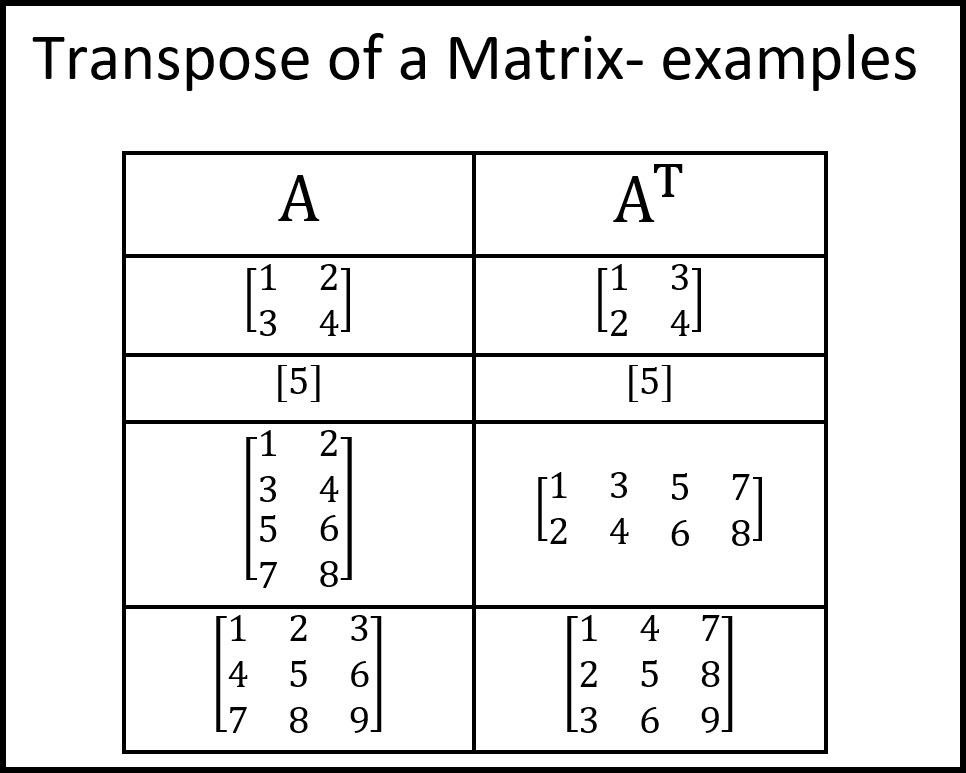 Transpose of a Matrix- examples
A Aᵀ
[1 2
3 4] [1 3
2 4]
[5] [5]
[1 2
3 4
5 6
7 8] [1 3 5 7
2 4 6 8]
[1 2 3
4 5 6
7 8 9] [1 4 7
2 5 8
3 6 9]